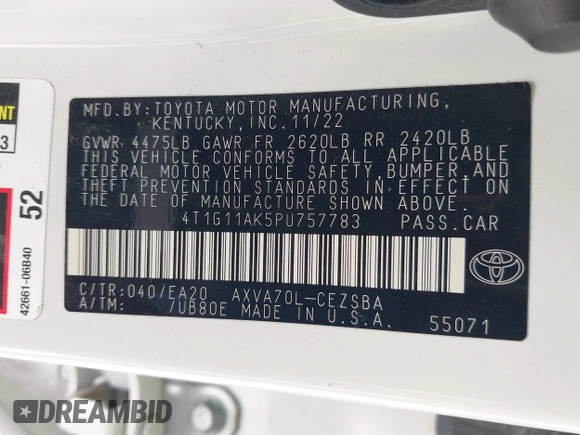 MFD.BY:TOYOTA MOTOR MANUFACTURING,
KENTUCKY,INC.11/22
GVWR 4475LB GAWR FR 2620LB RR 2420LB
THIS VEHICLE CONFORMS TO ALL APPLICABLE
FEDERAL MOTOR VEHICLE SAFETY,BUMPER,AND
THEFT PREVENTION STANDARDS IN EFFECT ON
THE DATE OF MANUFACTURE SHOWN ABOVE.
4T1G11AK5PU757783 PASS.CAR
C/TR:040/EA20 AXVA70L-CEZSBA
A/TM: /UB80E MADE IN U.S.A. 55071
3
52
42661-06B40
DREAMBID